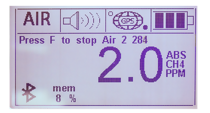 AIR GPS
Press F to stop Air 2 284
2.0 ABS
CH4
PPM
mem
8 %